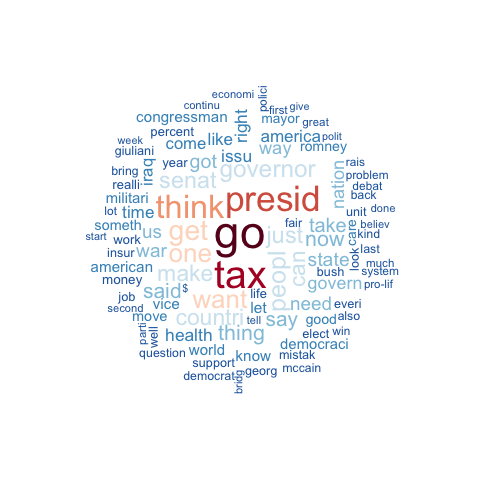 economi
continu
polici
first
give
congressman
right
mayor
great
percent
come
like
america
polit
week
giuliani
iraq
year
got
issu
way
romney
bring
realli
senat
governor
nation
rais
problem
militari
think
presid
debat
back
lot
time
fair
take
unit
done
someth
us
get
go
just
now
care
believ
kind
start
work
war
one
peopl
can
state
look
last
insur
american
make
tax
bush
much
system
money
said
$
want
life
need
govern
everi
pro-lif
job
vice
let
second
move
countri
tell
say
good
also
parti
well
health
thing
elect
win
democraci
question
world
know
mistak
support
democrat
bridg
georg
mccain